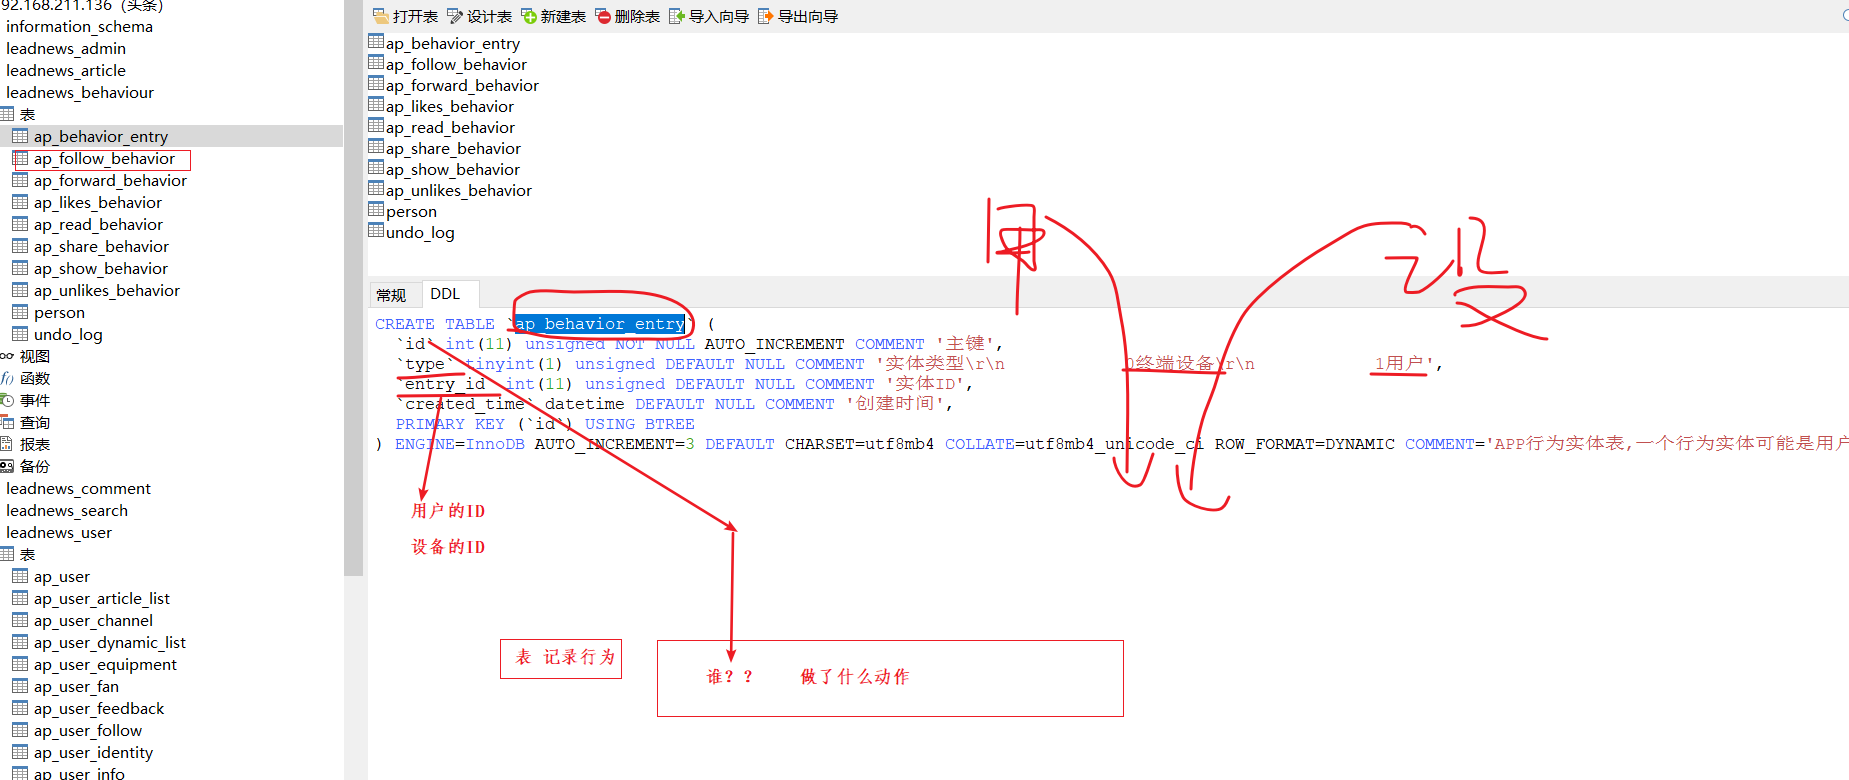 92.168.211.136（头条）
information_schema
leadnews_admin
leadnews_article
leadnews_behaviour
表
ap_behavior_entry
ap_follow_behavior
ap_forward_behavior
ap_likes_behavior
ap_read_behavior
ap_share_behavior
ap_show_behavior
ap_unlikes_behavior
person
undo_log
视图
函数
事件
查询
报表
备份
leadnews_comment
leadnews_search
leadnews_user
表
ap_user
ap_user_article_list
ap_user_channel
ap_user_dynamic_list
ap_user_equipment
ap_user_fan
ap_user_feedback
ap_user_follow
ap_user_identity
ap_user_info
打开表 设计表 新建表 删除表 导入向导 导出向导
ap_behavior_entry
ap_follow_behavior
ap_forward_behavior
ap_likes_behavior
ap_read_behavior
ap_share_behavior
ap_show_behavior
ap_unlikes_behavior
person
undo_log
用 设
常规 DDL
CREATE TABLE `ap_behavior_entry` (
`id` int(11) unsigned NOT NULL AUTO_INCREMENT COMMENT '主键',
`type` tinyint(1) unsigned DEFAULT NULL COMMENT '实体类型\r\n 0终端设备\r\n 1用户',
`entry_id` int(11) unsigned DEFAULT NULL COMMENT '实体ID',
`created_time` datetime DEFAULT NULL COMMENT '创建时间',
PRIMARY KEY (`id`) USING BTREE
) ENGINE=InnoDB AUTO_INCREMENT=3 DEFAULT CHARSET=utf8mb4 COLLATE=utf8mb4_unicode_ci ROW_FORMAT=DYNAMIC COMMENT='APP行为实体表,一个行为实体可能是用户
用户的ID
设备的ID
表 记录行为
谁？？ 做了什么动作